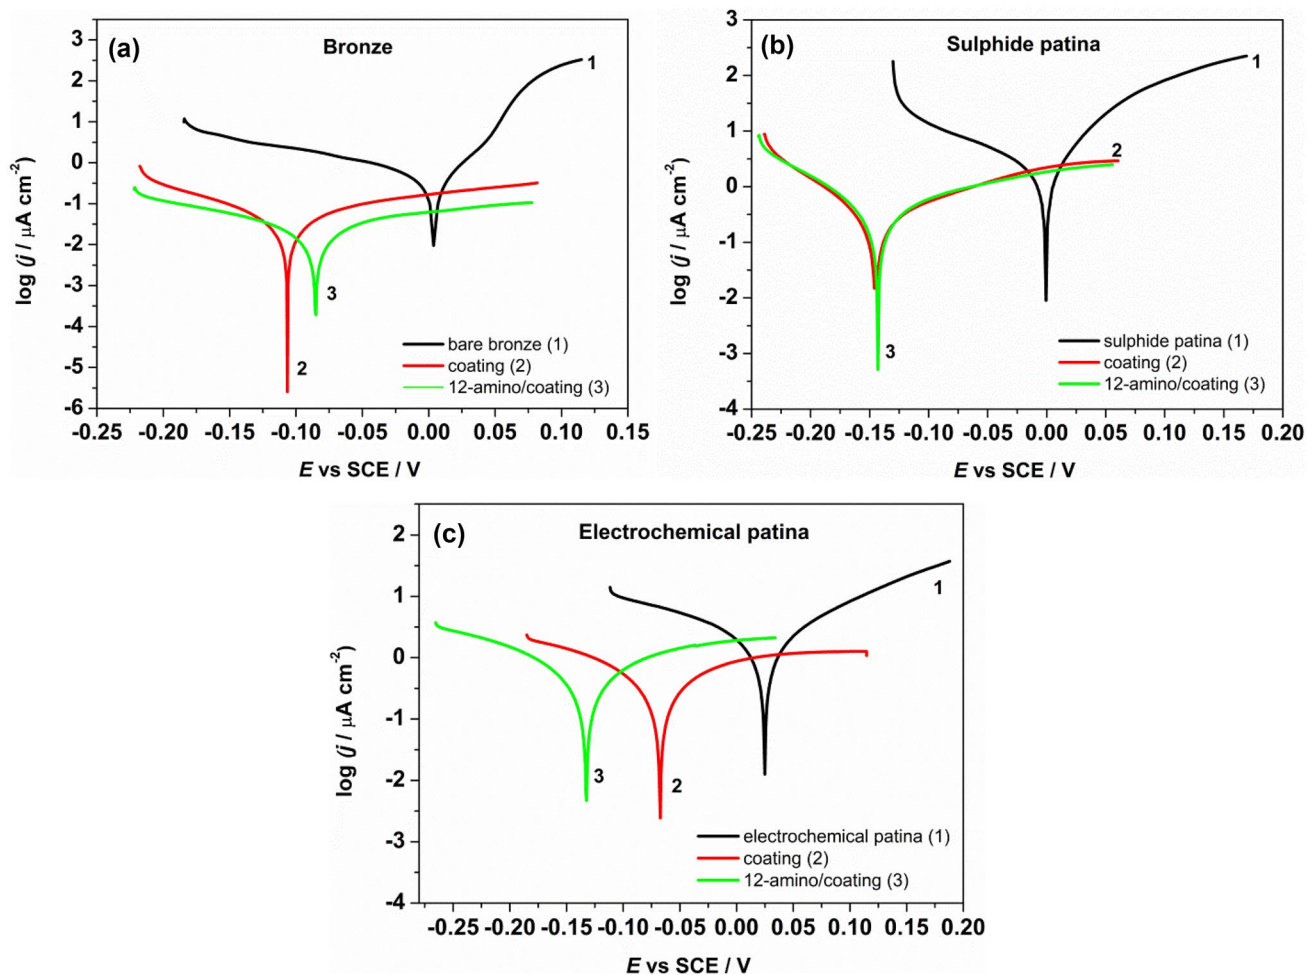 (a)
Bronze
log (j / μA cm-2)
3
2
1
0
-1
-2
-3
-4
-5
-6
1
2
3
bare bronze (1)
coating (2)
12-amino/coating (3)
-0.25 -0.20 -0.15 -0.10 -0.05 0.00 0.05 0.10 0.15
E vs SCE / V
(b)
Sulphide patina
log (j / μA cm-2)
3
2
1
0
-1
-2
-3
-4
1
2
3
sulphide patina (1)
coating (2)
12-amino/coating (3)
-0.25 -0.20 -0.15 -0.10 -0.05 0.00 0.05 0.10 0.15 0.20
E vs SCE / V
(c)
Electrochemical patina
log (j / μA cm-2)
2
1
0
-1
-2
-3
-4
1
3
2
electrochemical patina (1)
coating (2)
12-amino/coating (3)
-0.25 -0.20 -0.15 -0.10 -0.05 0.00 0.05 0.10 0.15 0.20
E vs SCE / V